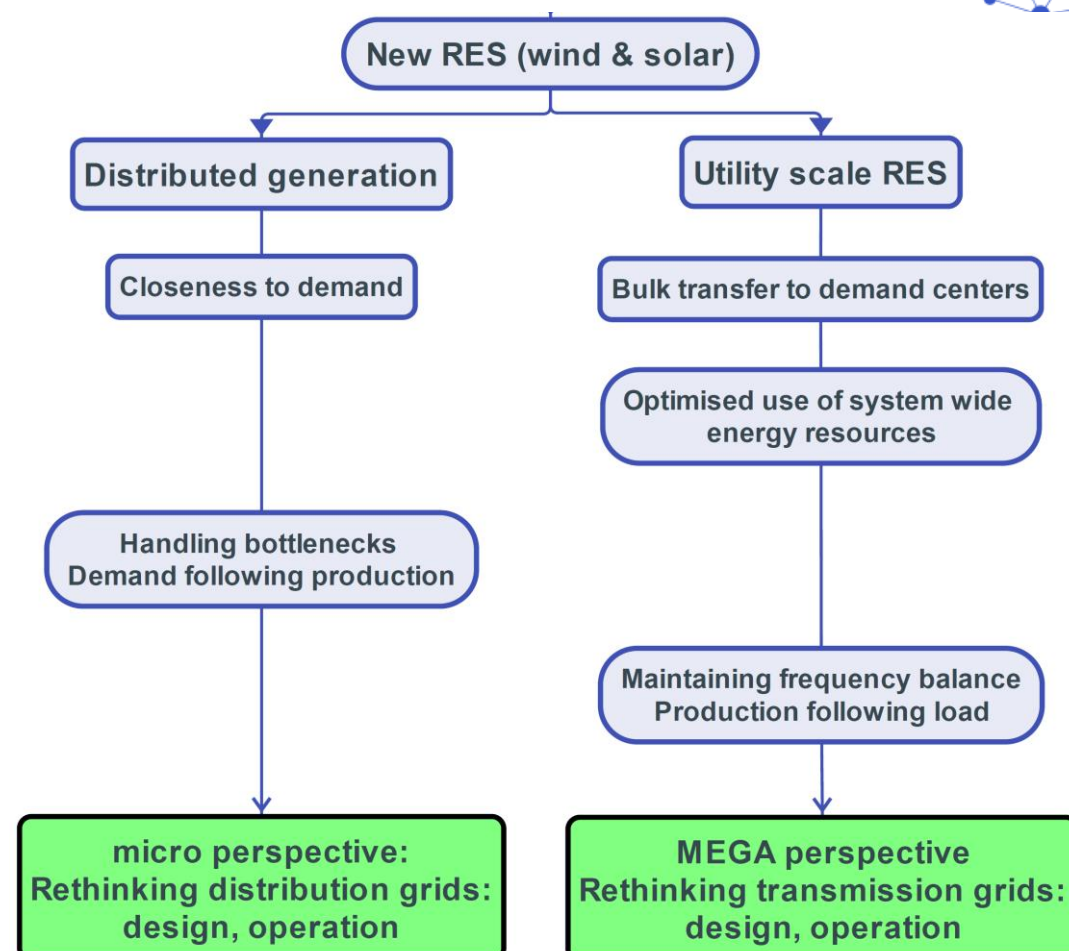 New RES (wind & solar)
Distributed generation
Closeness to demand
Handling bottlenecks
Demand following production
micro perspective:
Rethinking distribution grids:
design, operation
Utility scale RES
Bulk transfer to demand centers
Optimised use of system wide
energy resources
Maintaining frequency balance
Production following load
MEGA perspective
Rethinking transmission grids:
design, operation